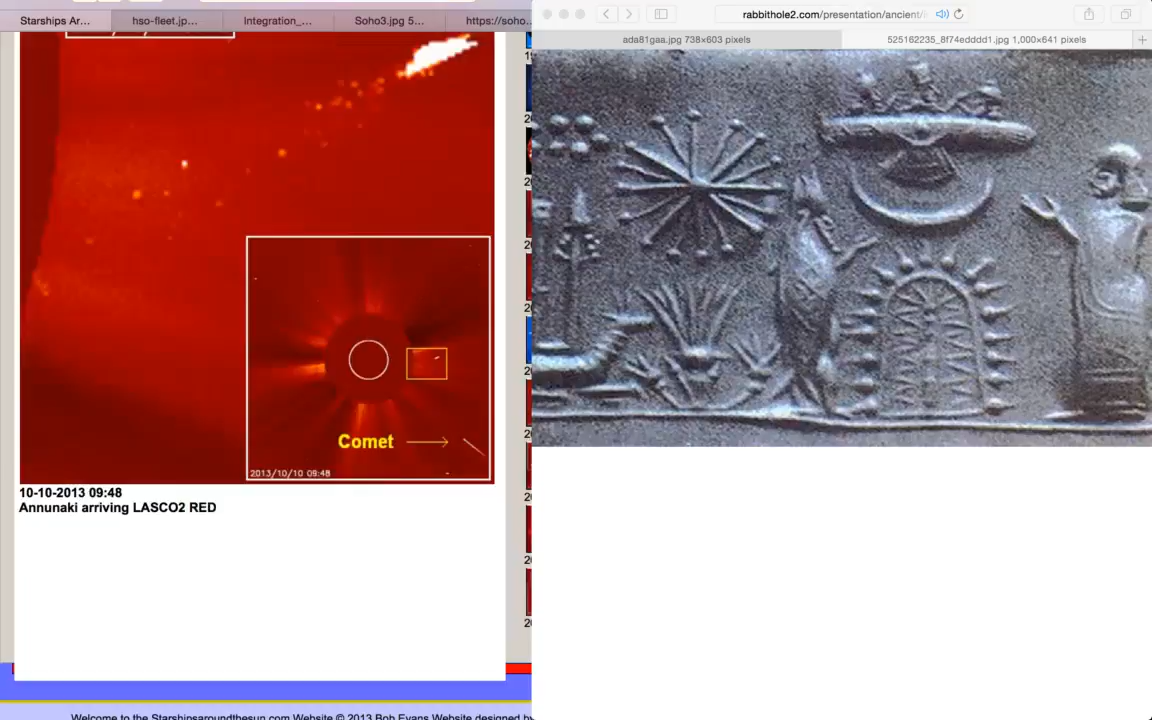 Starships Ar...
hso-fleet.jp...
Integration_...
Soho3.jpg 5...
https://soho.
Comet
2013/10/10 09:48
10-10-2013 09:48
Annunaki arriving LASCO2 RED
Welcome to the Starshipsaroundthesun.com Website © 2013 Bob Evans Website designed by
rabbithole2.com/presentation/ancient/
ada81gaa.jpg 738×603 pixels
525162235_8f74edddd1.jpg 1,000×641 pixels